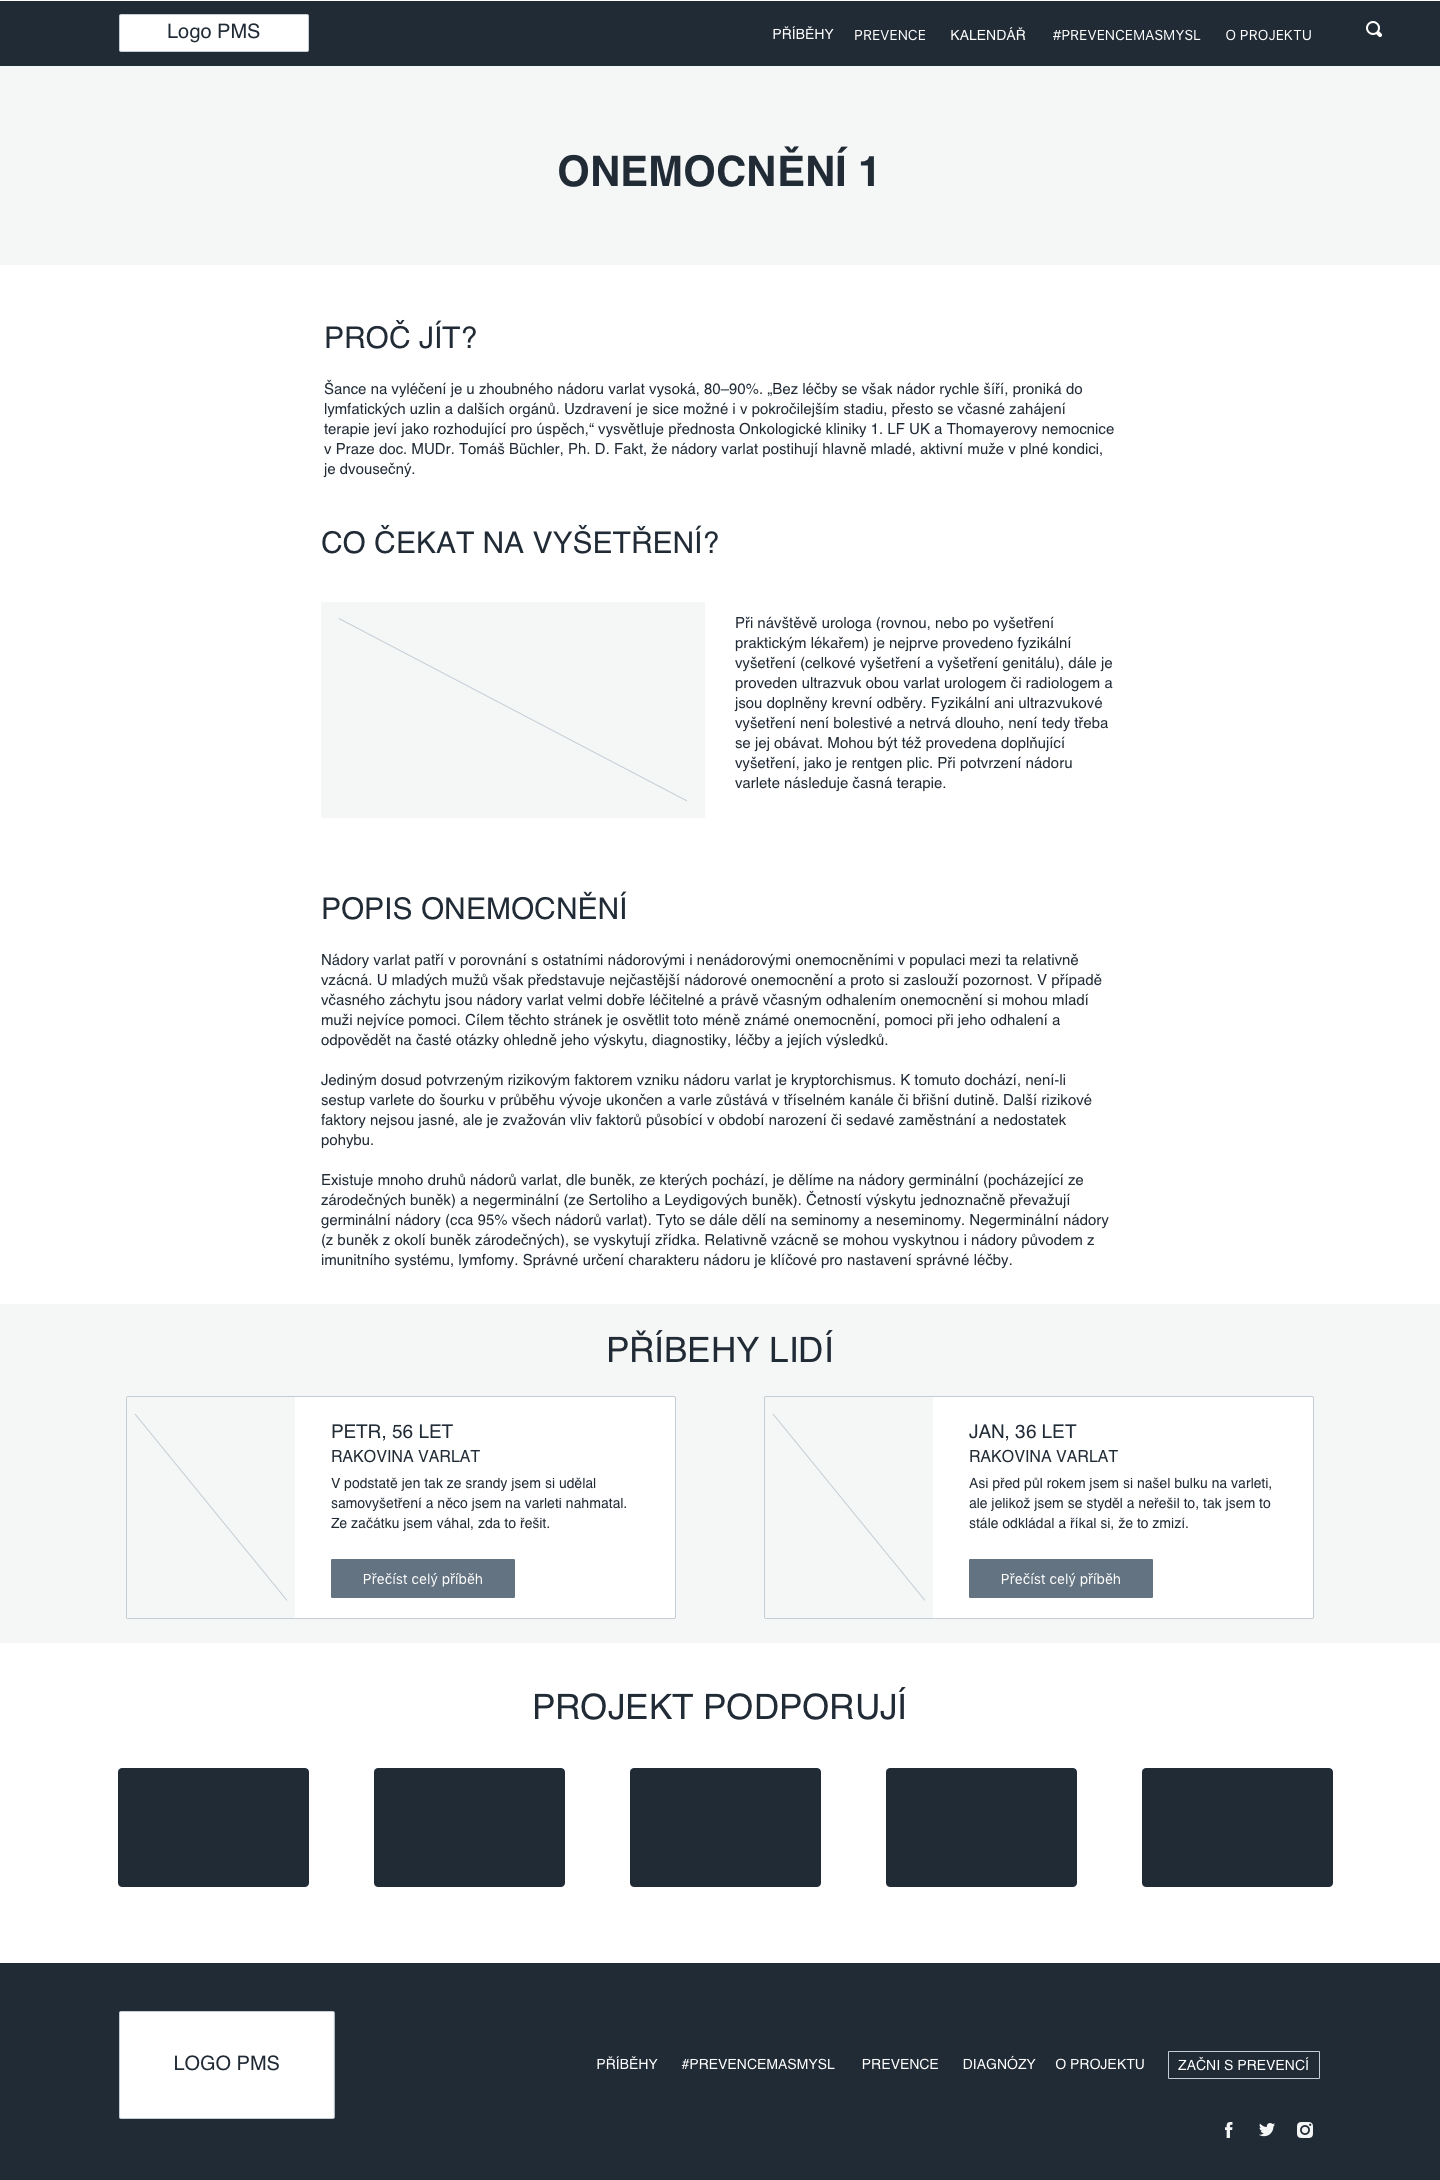 Logo PMS
PŘÍBĚHY PREVENCE KALENDÁŘ #PREVENCEMASMYSL O PROJEKTU
ONEMOCNĚNÍ 1
PROČ JÍT?
Šance na vyléčení je u zhoubného nádoru varlat vysoká, 80–90%. „Bez léčby se však nádor rychle šíří, proniká do
lymfatických uzlin a dalších orgánů. Uzdravení je sice možné i v pokročilejším stadiu, přesto se včasné zahájení
terapie jeví jako rozhodující pro úspěch,“ vysvětluje přednosta Onkologické kliniky 1. LF UK a Thomayerovy nemocnice
v Praze doc. MUDr. Tomáš Büchler, Ph. D. Fakt, že nádory varlat postihují hlavně mladé, aktivní muže v plné kondici,
je dvousečný.
CO ČEKAT NA VYŠETŘENÍ?
Při návštěvě urologa (rovnou, nebo po vyšetření
praktickým lékařem) je nejprve provedeno fyzikální
vyšetření (celkové vyšetření a vyšetření genitálu), dále je
proveden ultrazvuk obou varlat urologem či radiologem a
jsou doplněny krevní odběry. Fyzikální ani ultrazvukové
vyšetření není bolestivé a netrvá dlouho, není tedy třeba
se jej obávat. Mohou být též provedena doplňující
vyšetření, jako je rentgen plic. Při potvrzení nádoru
varlete následuje časná terapie.
POPIS ONEMOCNĚNÍ
Nádory varlat patří v porovnání s ostatními nádorovými i nenádorovými onemocněními v populaci mezi ta relativně
vzácná. U mladých mužů však představuje nejčastější nádorové onemocnění a proto si zaslouží pozornost. V případě
včasného záchytu jsou nádory varlat velmi dobře léčitelné a právě včasným odhalením onemocnění si mohou mladí
muži nejvíce pomoci. Cílem těchto stránek je osvětlit toto méně známé onemocnění, pomoci při jeho odhalení a
odpovědět na časté otázky ohledně jeho výskytu, diagnostiky, léčby a jejích výsledků.
Jediným dosud potvrzeným rizikovým faktorem vzniku nádoru varlat je kryptorchismus. K tomuto dochází, není-li
sestup varlete do šourku v průběhu vývoje ukončen a varle zůstává v tříselném kanále či břišní dutině. Další rizikové
faktory nejsou jasné, ale je zvažován vliv faktorů působící v období narození či sedavé zaměstnání a nedostatek
pohybu.
Existuje mnoho druhů nádorů varlat, dle buněk, ze kterých pochází, je dělíme na nádory germinální (pocházející ze
zárodečných buněk) a negerminální (ze Sertoliho a Leydigových buněk). Četností výskytu jednoznačně převažují
germinální nádory (cca 95% všech nádorů varlat). Tyto se dále dělí na seminomy a neseminomy. Negerminální nádory
(z buněk z okolí buněk zárodečných), se vyskytují zřídka. Relativně vzácně se mohou vyskytnou i nádory původem z
imunitního systému, lymfomy. Správné určení charakteru nádoru je klíčové pro nastavení správné léčby.
PŘÍBEHY LIDÍ
PETR, 56 LET
RAKOVINA VARLAT
V podstatě jen tak ze srandy jsem si udělal
samovyšetření a něco jsem na varleti nahmatal.
Ze začátku jsem váhal, zda to řešit.
Přečíst celý příběh
JAN, 36 LET
RAKOVINA VARLAT
Asi před půl rokem jsem si našel bulku na varleti,
ale jelikož jsem se styděl a neřešil to, tak jsem to
stále odkládal a říkal si, že to zmizí.
Přečíst celý příběh
PROJEKT PODPORUJÍ
LOGO PMS
PŘÍBĚHY #PREVENCEMASMYSL PREVENCE DIAGNÓZY O PROJEKTU ZAČNI S PREVENCÍ